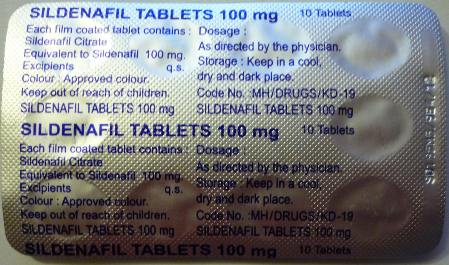 SILDENAFIL TABLETS 100 mg 10 Tablets
Each film coated tablet contains : Dosage :
Sildenafil Citrate
Equivalent to Sildenafil 100 mg. As directed by the physician.
Excipients q.s. Storage : Keep in a cool,
Colour : Approved colour. dry and dark place.
Keep out of reach of children. Code No. :MH/DRUGS/KD-19
SILDENAFIL TABLETS 100 mg SILDENAFIL TABLETS 100 mg
SILDENAFIL TABLETS 100 mg 10 Tablets
Each film coated tablet contains : Dosage
Sildenafil Citrate As directed by the physician.
Equivalent to Sildenafil 100 mg. Storage : Keep in a cool,
Excipients q.s. dry and dark place.
Colour : Approved colour.
Keep out of reach of children. Code No. :MH/DRUGS/KD-19
SILDENAFIL TABLETS 100 mg SILDENAFIL TABLETS 100 mg
SILDENAFIL TABLETS 100 mg 10 Tablets